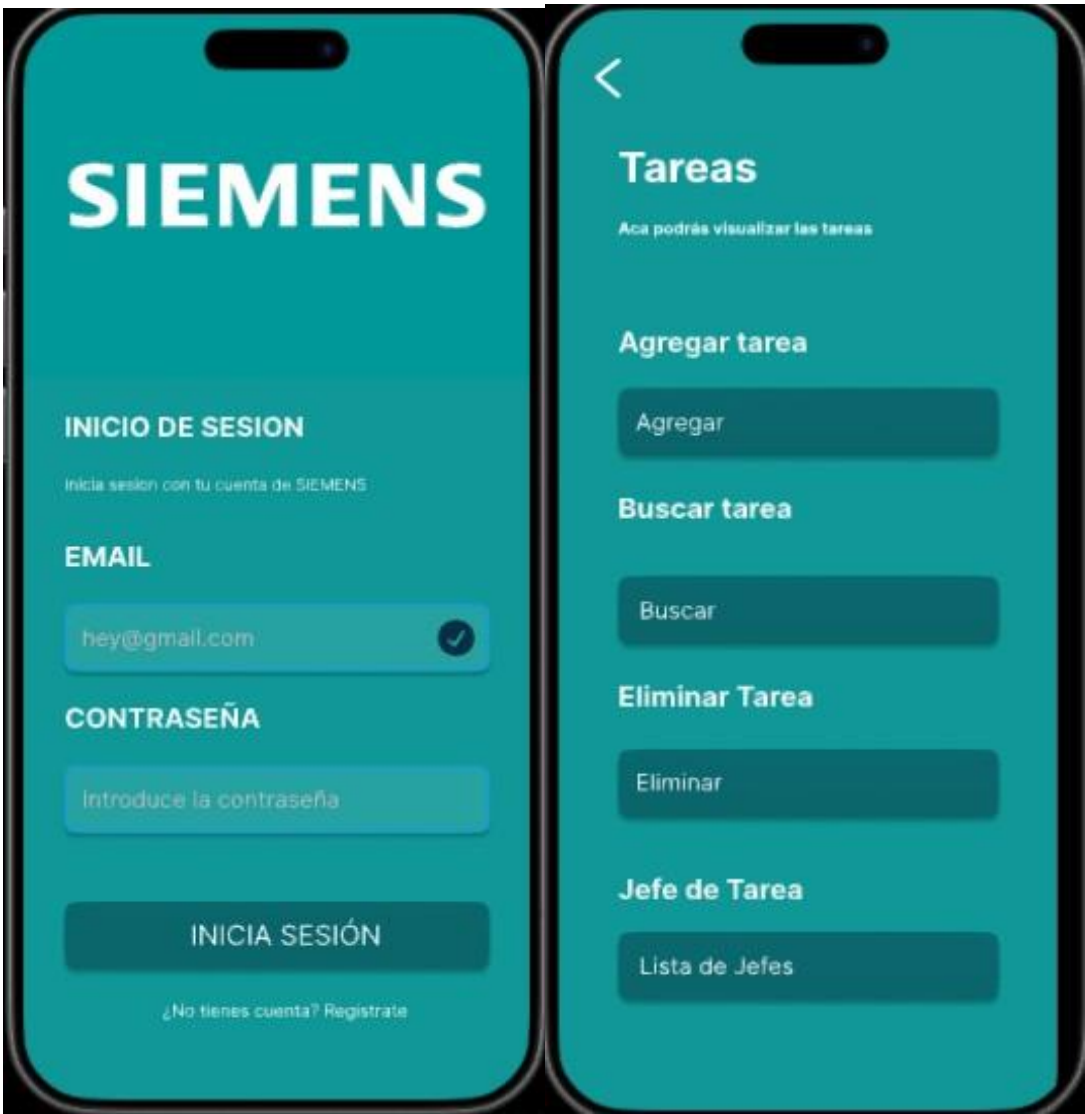 SIEMENS
INICIO DE SESION
Inicia sesion con tu cuenta de SIEMENS
EMAIL
hey@gmail.com
CONTRASEÑA
Introduce la contraseña
INICIA SESIÓN
¿No tienes cuenta? Registrate
Tareas
Aca podrás visualizar las tareas
Agregar tarea
Agregar
Buscar tarea
Buscar
Eliminar Tarea
Eliminar
Jefe de Tarea
Lista de Jefes